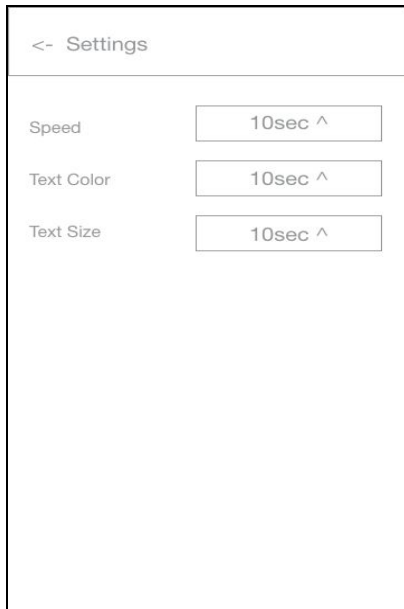 <- Settings
Speed 10sec ^
Text Color 10sec ^
Text Size 10sec ^